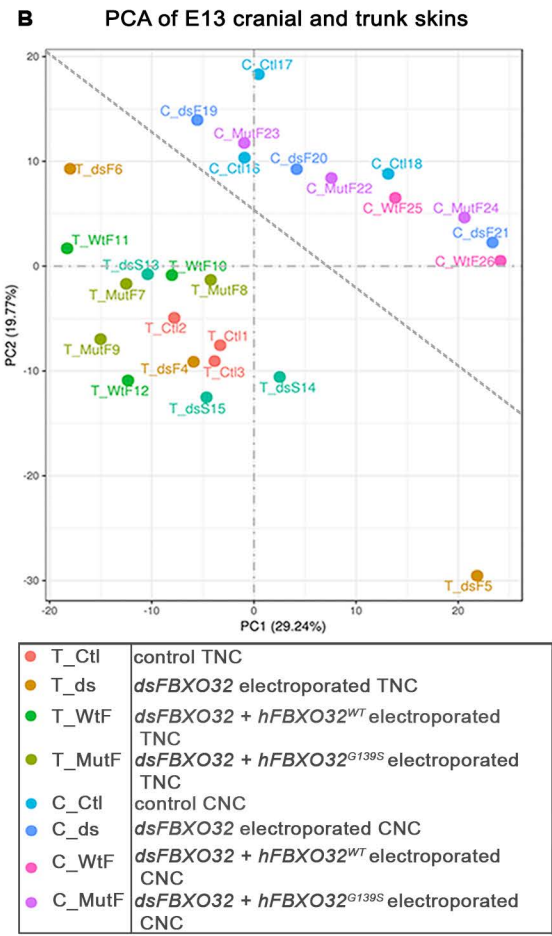 B PCA of E13 cranial and trunk skins
20
C_Ctl17
C_dsF19
C_MutF23
10
T_dsF6
C_Ctl16
C_dsF20
C_Ctl18
C_MutF22
C_WtF25
C_MutF24
C_dsF21
T_WtF11
0
T_dsS13
T_WtF10
C_WtF26
T_MutF7
T_MutF8
T_Ctl2
T_Ctl1
T_MutF9
T_dsF4
T_Ctl3
-10
T_WtF12
T_dsS14
T_dsS15
PC2 (19.77%)
-20
-30
T_dsF5
-20 -10 0 10 20
PC1 (29.24%)
T_Ctl control TNC
T_ds dsFBXO32 electroporated TNC
T_WtF dsFBXO32 + hFBXO32WT electroporated
TNC
T_MutF dsFBXO32 + hFBXO32G139S electroporated
TNC
C_Ctl control CNC
C_ds dsFBXO32 electroporated CNC
C_WtF dsFBXO32 + hFBXO32WT electroporated
CNC
C_MutF dsFBXO32 + hFBXO32G139S electroporated
CNC